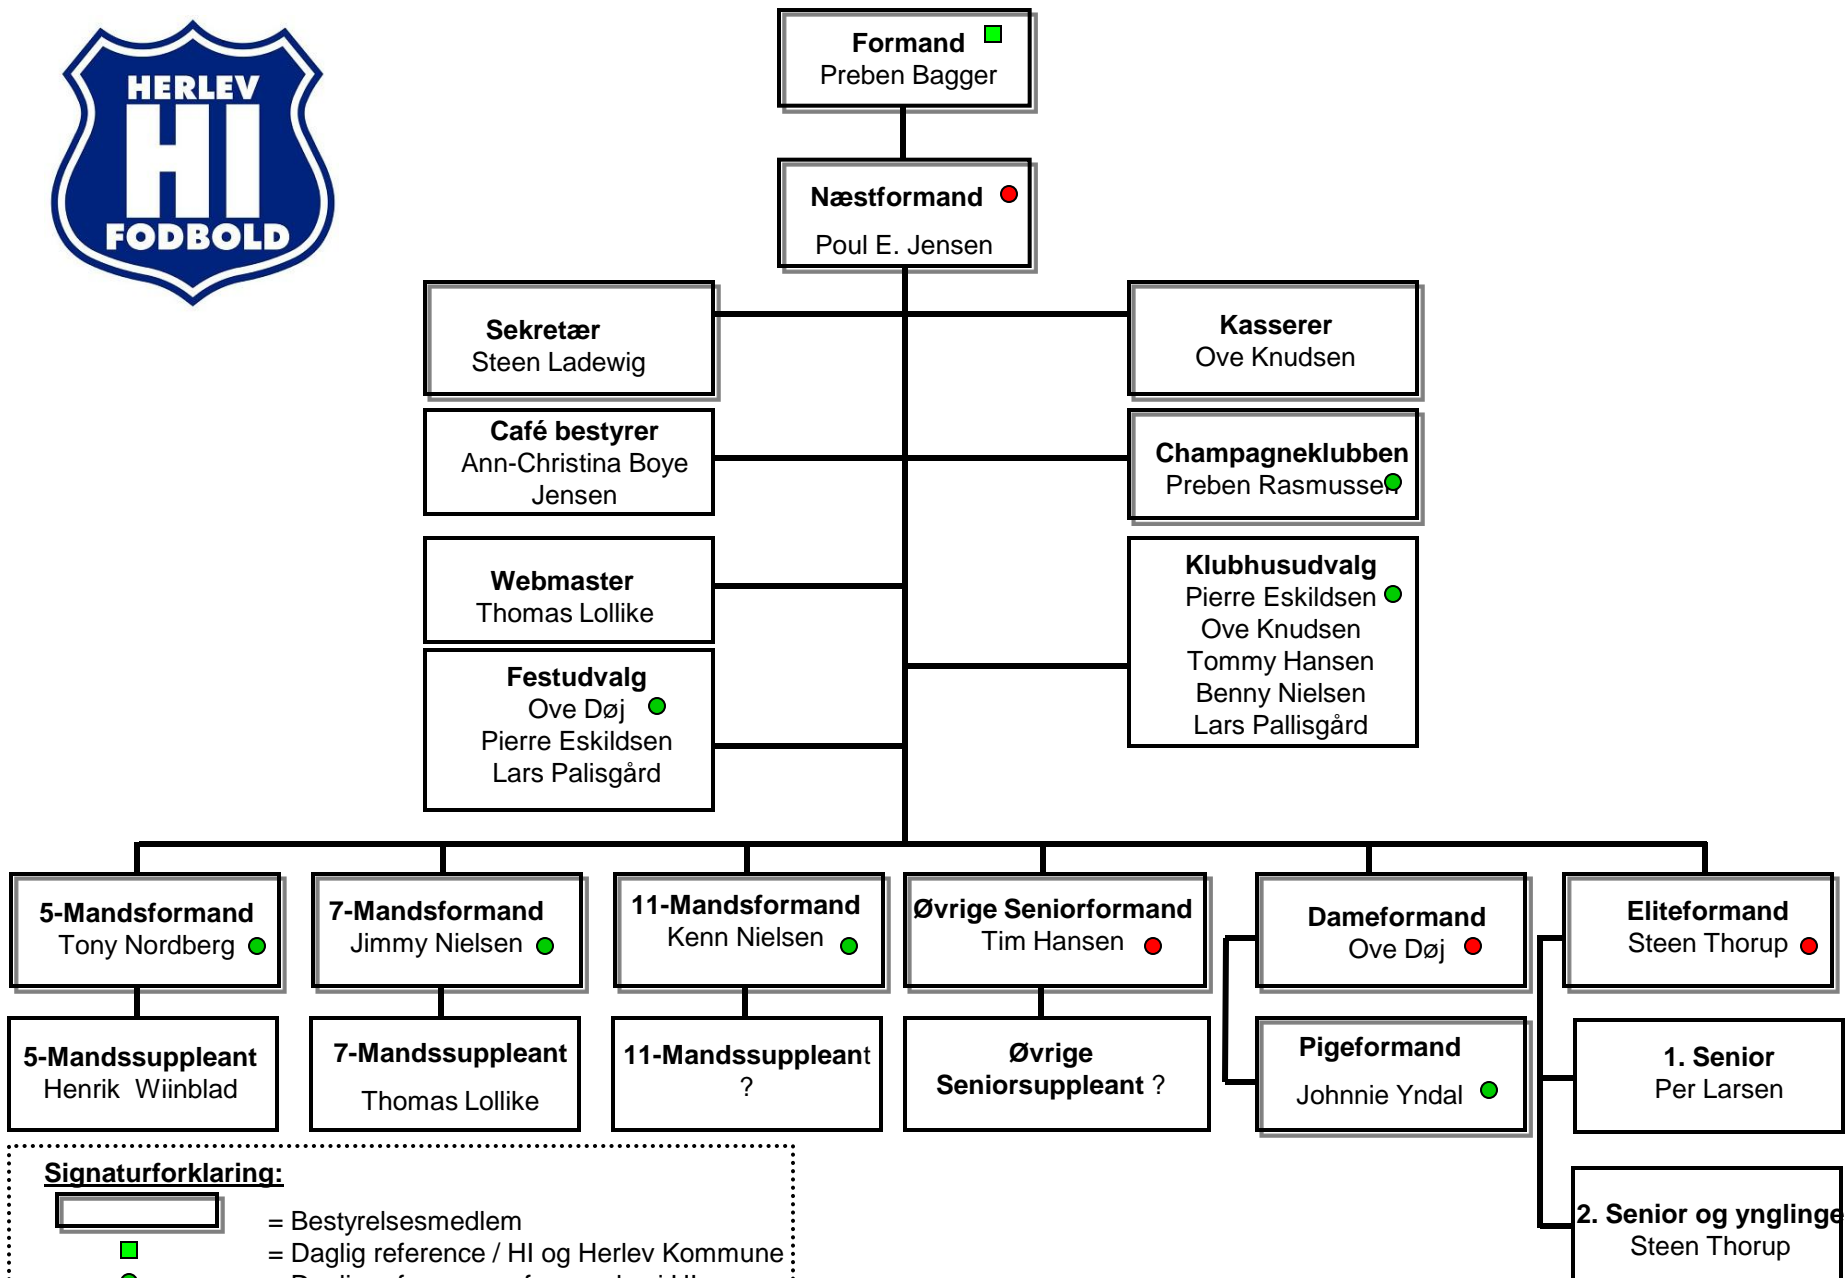 HERLEV
HI
FODBOLD
Formand
Preben Bagger
Næstformand
Poul E. Jensen
Sekretær
Steen Ladewig
Kasserer
Ove Knudsen
Café bestyrer
Ann-Christina Boye
Jensen
Champagneklubben
Preben Rasmussen
Webmaster
Thomas Lollike
Klubhusudvalg
Pierre Eskildsen
Ove Knudsen
Tommy Hansen
Benny Nielsen
Lars Pallisgård
Festudvalg
Ove Døj
Pierre Eskildsen
Lars Palisgård
5-Mandsformand
Tony Nordberg
7-Mandsformand
Jimmy Nielsen
11-Mandsformand
Kenn Nielsen
Øvrige Seniorformand
Tim Hansen
Dameformand
Ove Døj
Eliteformand
Steen Thorup
5-Mandssuppleant
Henrik Wiinblad
7-Mandssuppleant
Thomas Lollike
11-Mandssuppleant
?
Øvrige
Seniorsuppleant ?
Pigeformand
Johnnie Yndal
1. Senior
Per Larsen
2. Senior og ynglinge
Steen Thorup
Signaturforklaring:
= Bestyrelsesmedlem
= Daglig reference / HI og Herlev Kommune